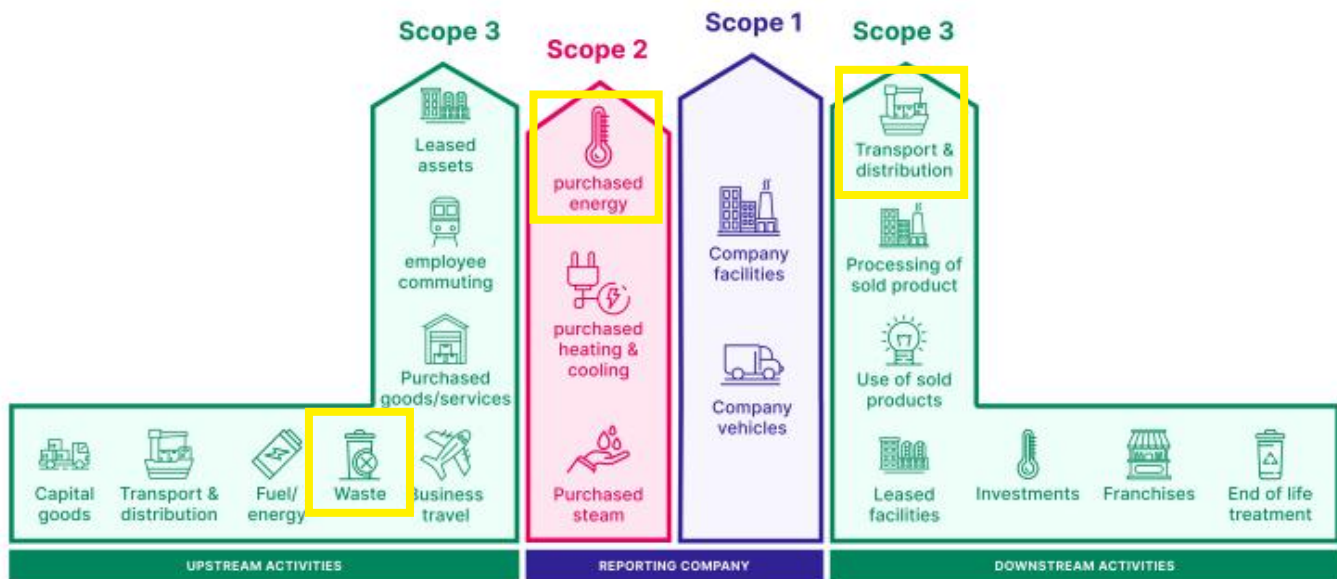 Scope 3
Leased
assets
employee
commuting
Purchased
goods/services
Capital
goods
Transport &
distribution
Fuel/
energy
Waste
Business
travel
UPSTREAM ACTIVITIES
Scope 2
purchased
energy
purchased
heating &
cooling
Purchased
steam
Scope 1
Company
facilities
Company
vehicles
REPORTING COMPANY
Scope 3
Transport &
distribution
Processing of
sold product
Use of sold
products
Leased
facilities
Investments
Franchises
End of life
treatment
DOWNSTREAM ACTIVITIES